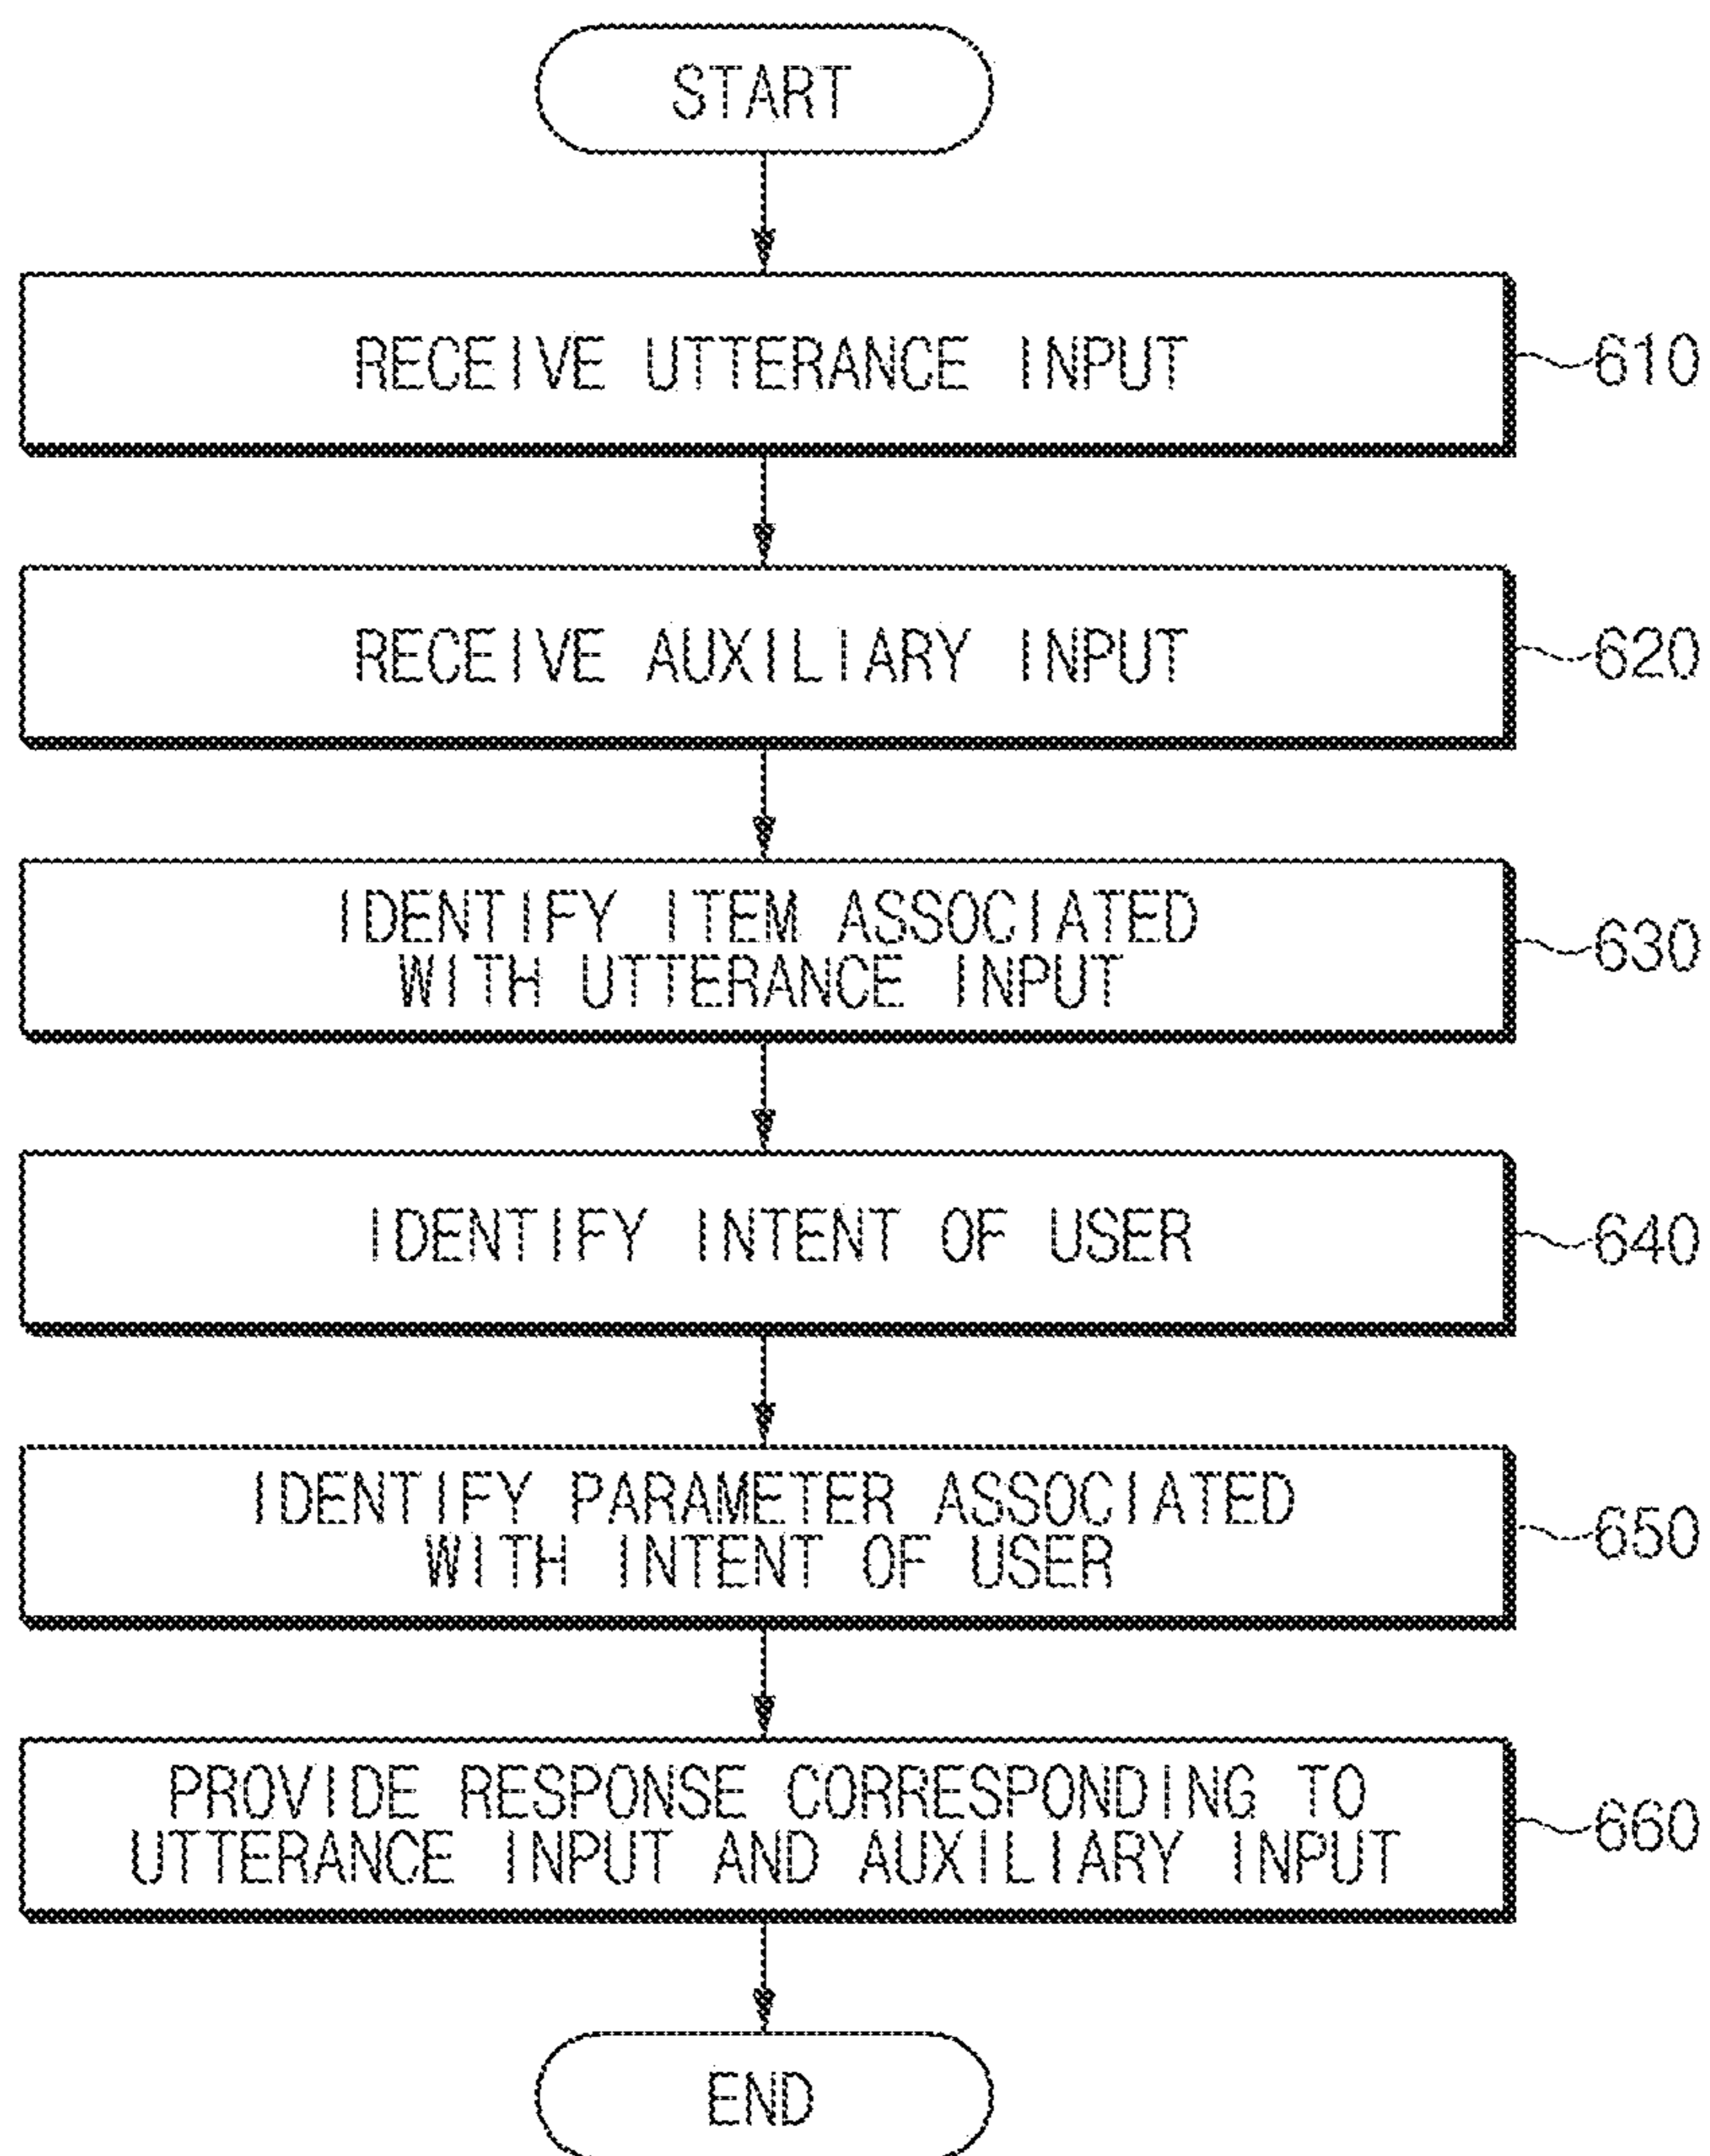 START
RECEIVE UTTERANCE INPUT
610
RECEIVE AUXILIARY INPUT
620
IDENTIFY ITEM ASSOCIATED
WITH UTTERANCE INPUT
630
IDENTIFY INTENT OF USER
640
IDENTIFY PARAMETER ASSOCIATED
WITH INTENT OF USER
650
PROVIDE RESPONSE CORRESPONDING TO
UTTERANCE INPUT AND AUXILIARY INPUT
660
END